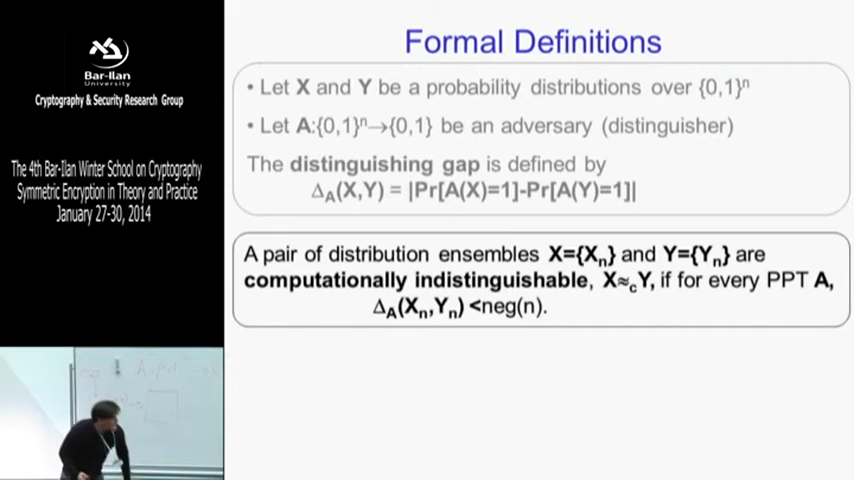 Bar-Ilan
University
Cryptography & Security Research Group
The 4th Bar-Ilan Winter School on Cryptography
Symmetric Encryption in Theory and Practice
January 27-30, 2014
Formal Definitions
• Let X and Y be a probability distributions over {0,1}ⁿ
• Let A:{0,1}ⁿ→{0,1} be an adversary (distinguisher)
The distinguishing gap is defined by
Δ_A(X,Y) = |Pr[A(X)=1]-Pr[A(Y)=1]|
A pair of distribution ensembles X={Xₙ} and Y={Yₙ} are
computationally indistinguishable, X≈_cY, if for every PPT A,
Δ_A(Xₙ,Yₙ) <neg(n).